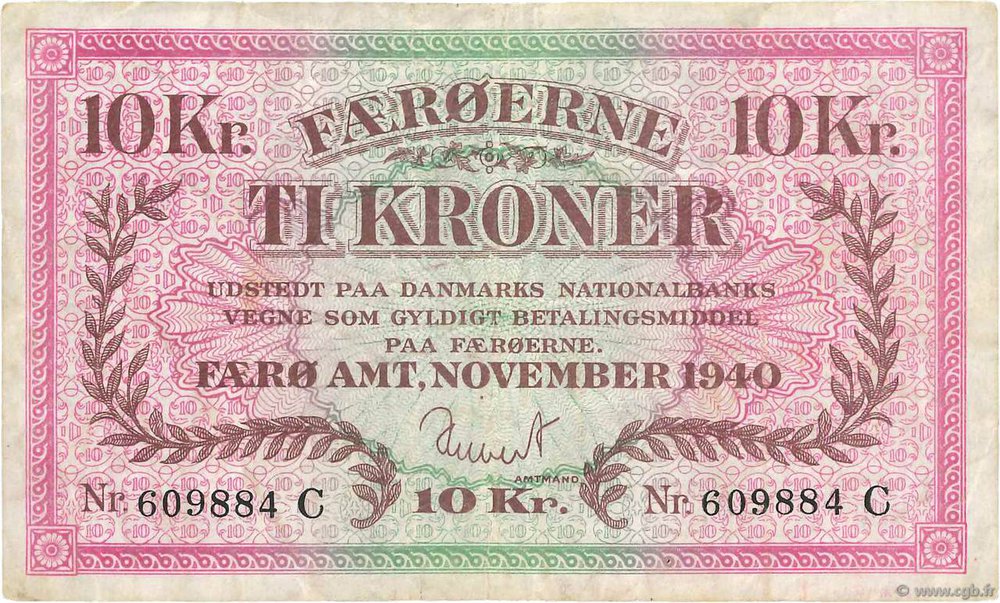 10 Kr. FÆRØERNE 10 Kr.
TI KRONER
UDSTEDT PAA DANMARKS NATIONALBANKS
VEGNE SOM GYLDIGT BETALINGSMIDDEL
PAA FÆRØERNE.
FÆRØ AMT, NOVEMBER 1940
AMTMAND
Nr. 609884 C 10 Kr. Nr. 609884 C
© www.cgb.fr